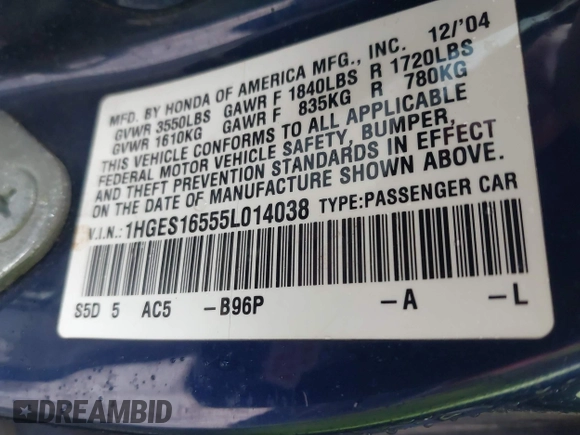 MFD. BY HONDA OF AMERICA MFG., INC. 12/'04
GVWR 3550LBS GAWR F 1840LBS R 1720LBS
GVWR 1610KG GAWR F 835KG R 780KG
THIS VEHICLE CONFORMS TO ALL APPLICABLE
FEDERAL MOTOR VEHICLE SAFETY, BUMPER,
AND THEFT PREVENTION STANDARDS IN EFFECT
ON THE DATE OF MANUFACTURE SHOWN ABOVE.
V.I.N.: 1HGES16555L014038 TYPE:PASSENGER CAR
S5D 5 AC5 -B96P -A -L
DREAMBID